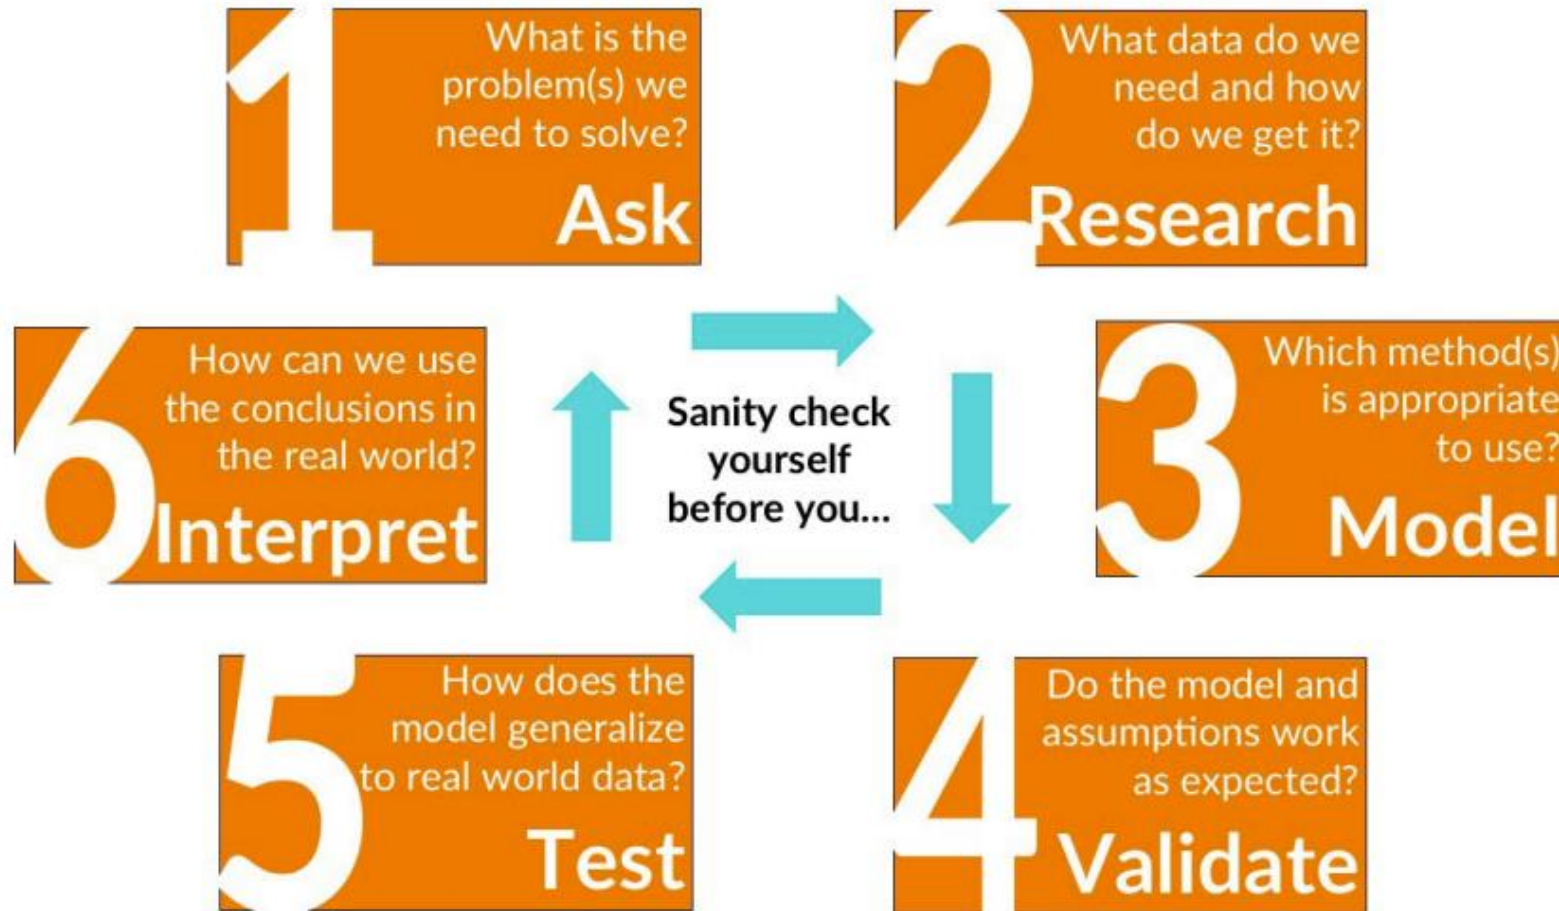 1
What is the
problem(s) we
need to solve?
Ask
2
What data do we
need and how
do we get it?
Research
3
Which method(s)
is appropriate
to use?
Model
4
Do the model and
assumptions work
as expected?
Validate
5
How does the
model generalize
to real world data?
Test
6
How can we use
the conclusions in
the real world?
Interpret
Sanity check
yourself
before you...